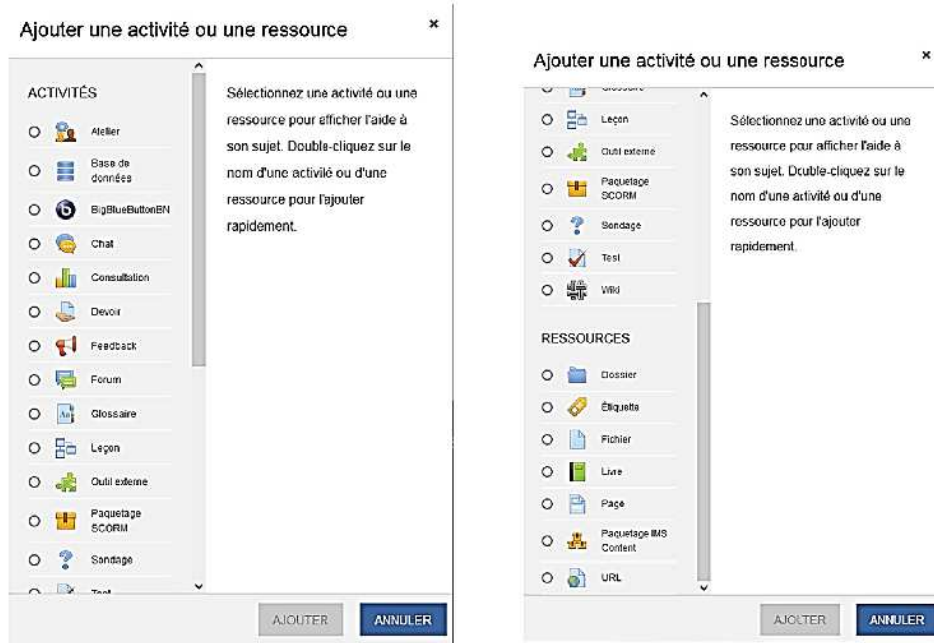 Ajouter une activité ou une ressource
×
ACTIVITÉS
Atelier
Base de
données
BigBlueButtonBN
Chat
Consultation
Devoir
Feedback
Forum
Glossaire
Leçon
Outil externe
Paquetage
SCORM
Sondage
Test
Sélectionnez une activité ou une
ressource pour afficher l'aide à
son sujet. Double-cliquez sur le
nom d'une activité ou d'une
ressource pour l'ajouter
rapidement.
AJOUTER
ANNULER
Ajouter une activité ou une ressource
×
Glossaire
Leçon
Outil externe
Paquetage
SCORM
Sondage
Test
Wiki
RESSOURCES
Dossier
Étiquette
Fichier
Livre
Page
Paquetage IMS
Content
URL
Sélectionnez une activité ou une
ressource pour afficher l'aide à
son sujet. Double-cliquez sur le
nom d'une activité ou d'une
ressource pour l'ajouter
rapidement.
AJOUTER
ANNULER